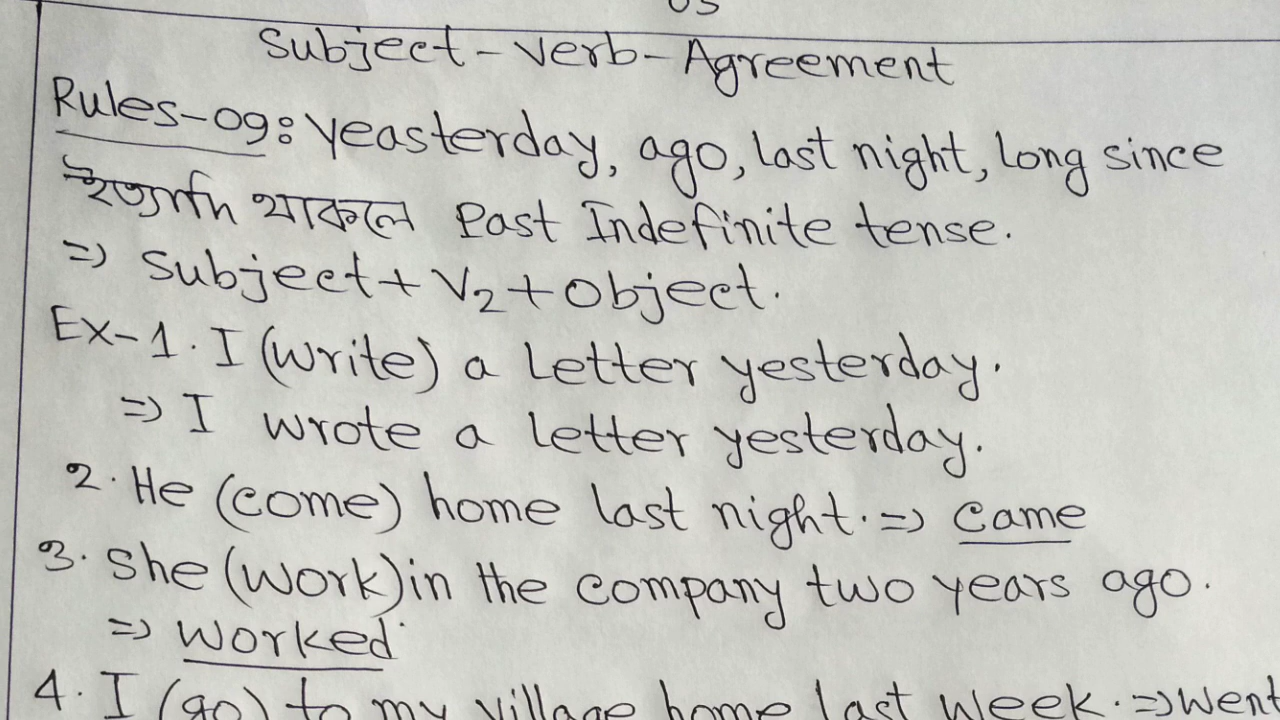 03
Subject-Verb-Agreement
Rules-09: Yeasterday, ago, last night, long since
ইত্যাদি থাকলে Past Indefinite tense.
=> Subject + V₂ + Object.
Ex-1. I (write) a letter yesterday.
=> I wrote a letter yesterday.
2. He (come) home last night. => came
3. She (work) in the company two years ago.
=> worked
4. I (go) to my village home last week. => went